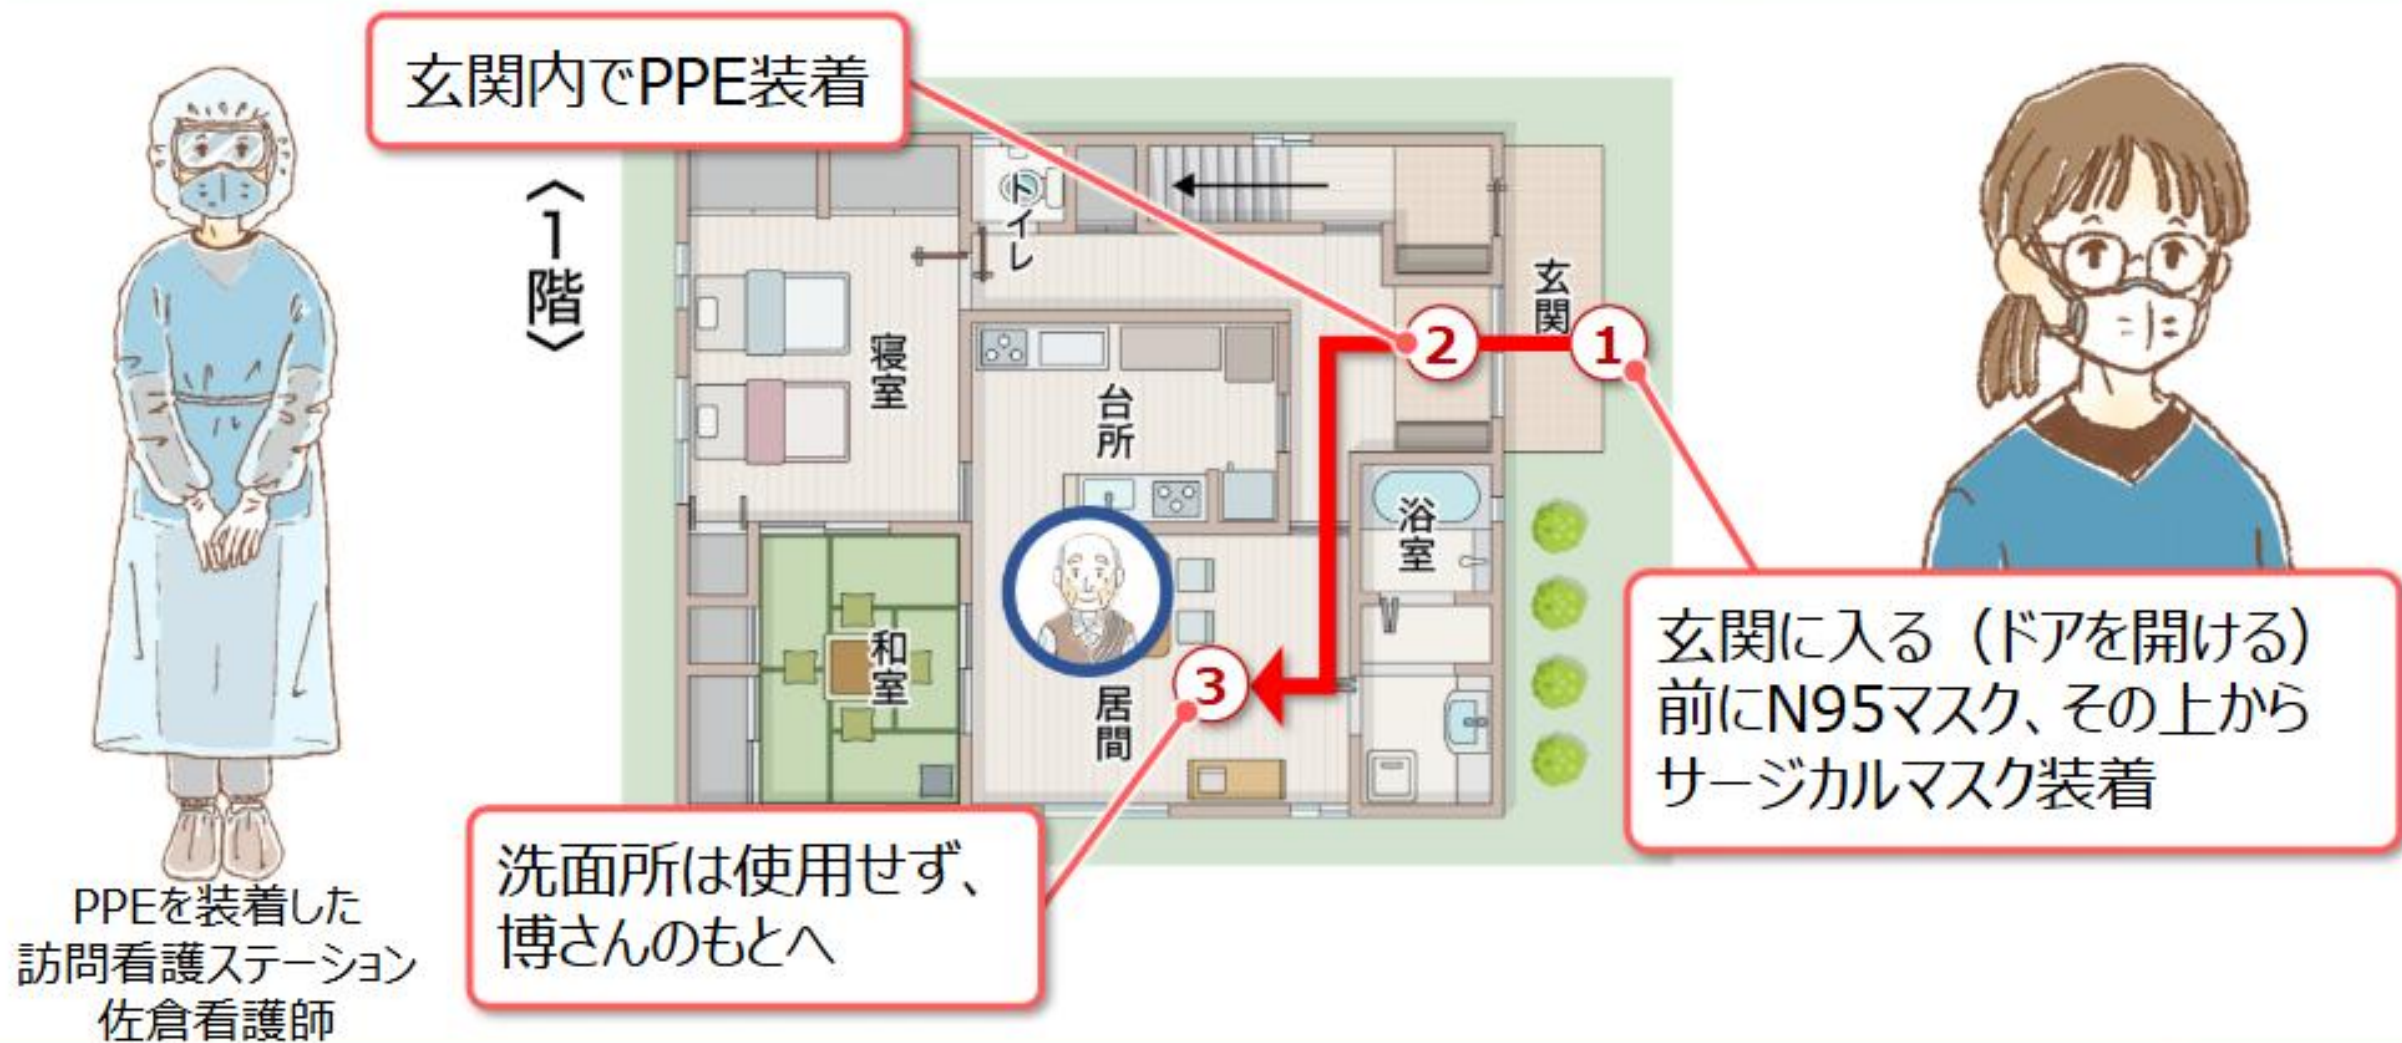 玄関内でPPE装着
〈1階〉
トイレ
玄関
寝室
台所
浴室
和室
居間
1
2
3
玄関に入る（ドアを開ける）
前にN95マスク、その上から
サージカルマスク装着
洗面所は使用せず、
博さんのもとへ
PPEを装着した
訪問看護ステーション
佐倉看護師